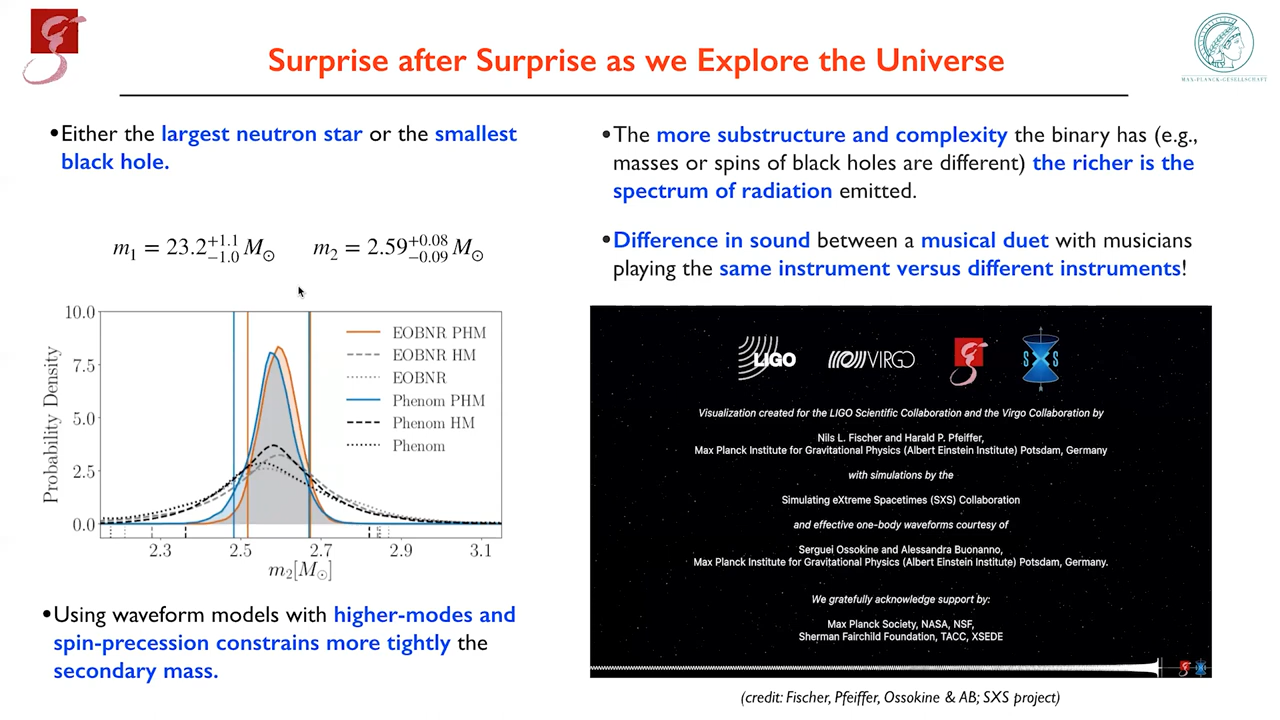 MAX-PLANCK-GESELLSCHAFT
Surprise after Surprise as we Explore the Universe
•Either the largest neutron star or the smallest
black hole.
m₁ = 23.2+1.1−1.0 M⊙ m₂ = 2.59+0.08−0.09 M⊙
10.0
7.5
5.0
2.5
0.0
Probability Density
EOBNR PHM
EOBNR HM
EOBNR
Phenom PHM
Phenom HM
Phenom
2.3 2.5 2.7 2.9 3.1
m₂[M⊙]
•Using waveform models with higher-modes and
spin-precession constrains more tightly the
secondary mass.
•The more substructure and complexity the binary has (e.g.,
masses or spins of black holes are different) the richer is the
spectrum of radiation emitted.
•Difference in sound between a musical duet with musicians
playing the same instrument versus different instruments!
LIGO VIRGO S S
Visualization created for the LIGO Scientific Collaboration and the Virgo Collaboration by
Nils L. Fischer and Harald P. Pfeiffer,
Max Planck Institute for Gravitational Physics (Albert Einstein Institute) Potsdam, Germany
with simulations by the
Simulating eXtreme Spacetimes (SXS) Collaboration
and effective one-body waveforms courtesy of
Serguei Ossokine and Alessandra Buonanno,
Max Planck Institute for Gravitational Physics (Albert Einstein Institute) Potsdam, Germany.
We gratefully acknowledge support by:
Max Planck Society, NASA, NSF,
Sherman Fairchild Foundation, TACC, XSEDE
(credit: Fischer, Pfeiffer, Ossokine & AB; SXS project)